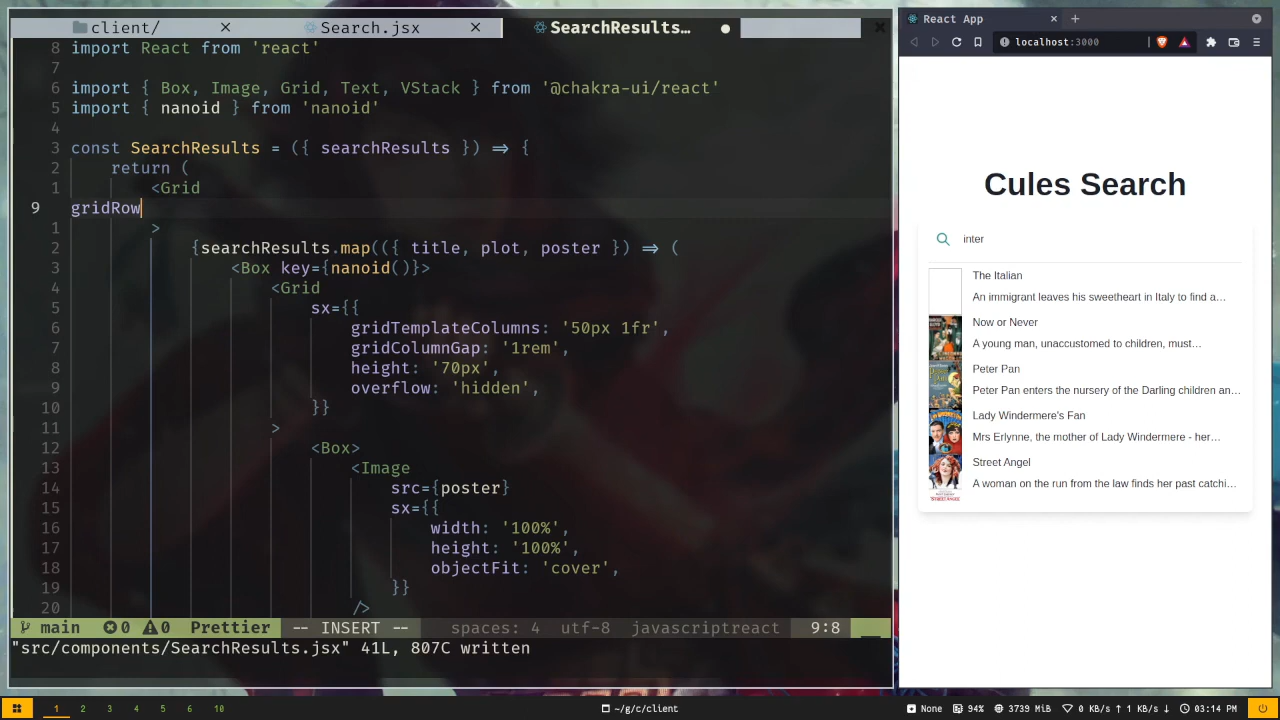 client/
Search.jsx
SearchResults…
8 import React from 'react'
7
6 import { Box, Image, Grid, Text, VStack } from '@chakra-ui/react'
5 import { nanoid } from 'nanoid'
4
3 const SearchResults = ({ searchResults }) => {
2 return (
1 <Grid
9 gridRow
1 >
2 {searchResults.map(({ title, plot, poster }) => (
3 <Box key={nanoid()}>
4 <Grid
5 sx={{
6 gridTemplateColumns: '50px 1fr',
7 gridColumnGap: '1rem',
8 height: '70px',
9 overflow: 'hidden',
10 }}
11 >
12 <Box>
13 <Image
14 src={poster}
15 sx={{
16 width: '100%',
17 height: '100%',
18 objectFit: 'cover',
19 }}
20 />
main 0 0 Prettier -- INSERT -- spaces: 4 utf-8 javascriptreact 9:8
"src/components/SearchResults.jsx" 41L, 807C written
React App
localhost:3000
Cules Search
inter
The Italian
An immigrant leaves his sweetheart in Italy to find a…
Now or Never
A young man, unaccustomed to children, must…
Peter Pan
Peter Pan enters the nursery of the Darling children an…
Lady Windermere's Fan
Mrs Erlynne, the mother of Lady Windermere - her…
Street Angel
A woman on the run from the law finds her past catchi…
1 2 3 4 5 6 10
~/g/c/client
None 94% 3739 MiB 0 KB/s ↑ 1 KB/s ↓ 03:14 PM